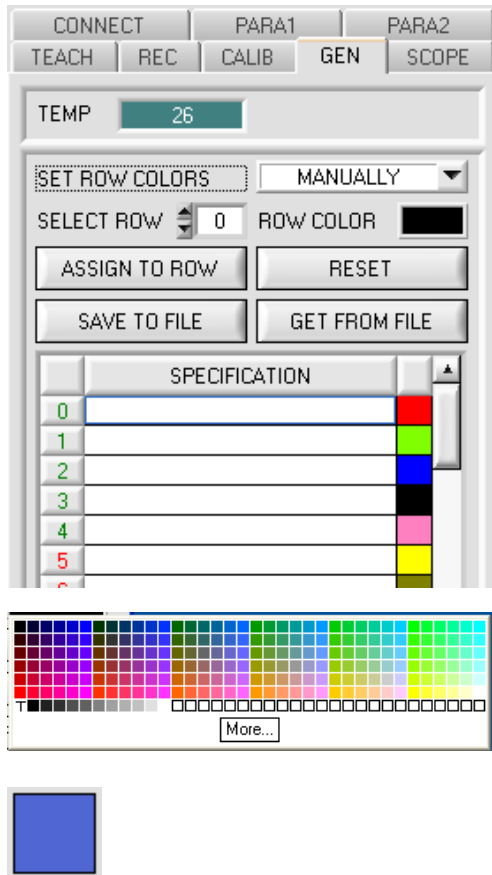 CONNECT PARA1 PARA2
TEACH REC CALIB GEN SCOPE
TEMP 26
SET ROW COLORS MANUALLY
SELECT ROW 0 ROW COLOR
ASSIGN TO ROW RESET
SAVE TO FILE GET FROM FILE
SPECIFICATION
0
1
2
3
4
5
T
More...